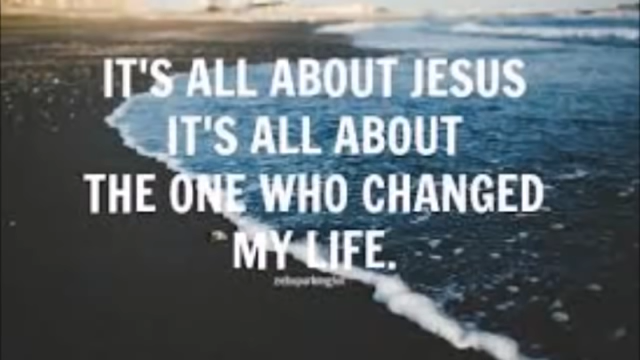 IT'S ALL ABOUT JESUS
IT'S ALL ABOUT
THE ONE WHO CHANGED
MY LIFE.